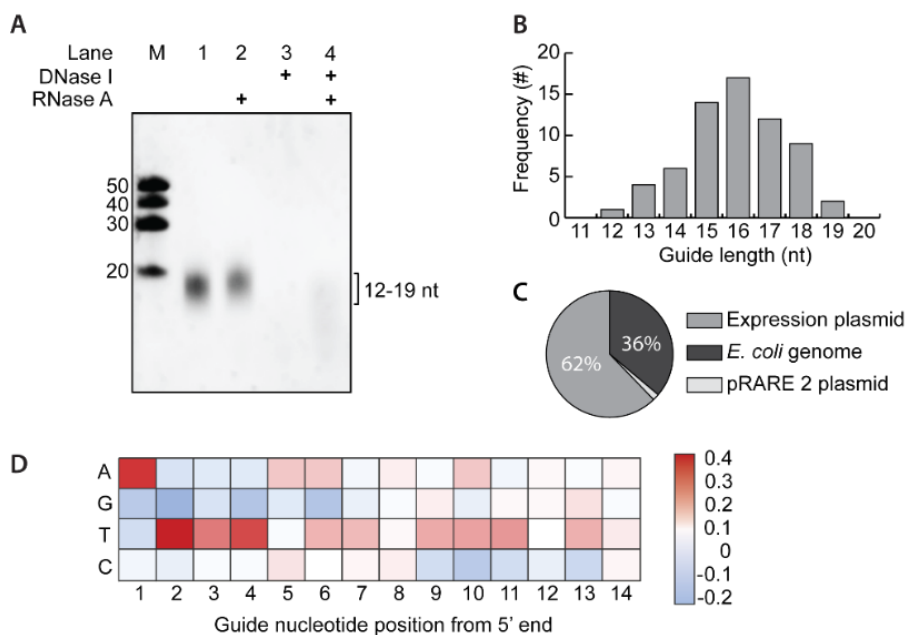 A
Lane M 1 2 3 4
DNase I + +
RNase A + +
50
40
30
20
12–19 nt
B
Frequency (#)
20
15
10
5
0
11 12 13 14 15 16 17 18 19 20
Guide length (nt)
C
62%
36%
Expression plasmid
E. coli genome
pRARE 2 plasmid
D
A
G
T
C
1 2 3 4 5 6 7 8 9 10 11 12 13 14
Guide nucleotide position from 5' end
0.4
0.3
0.2
0.1
0
-0.1
-0.2